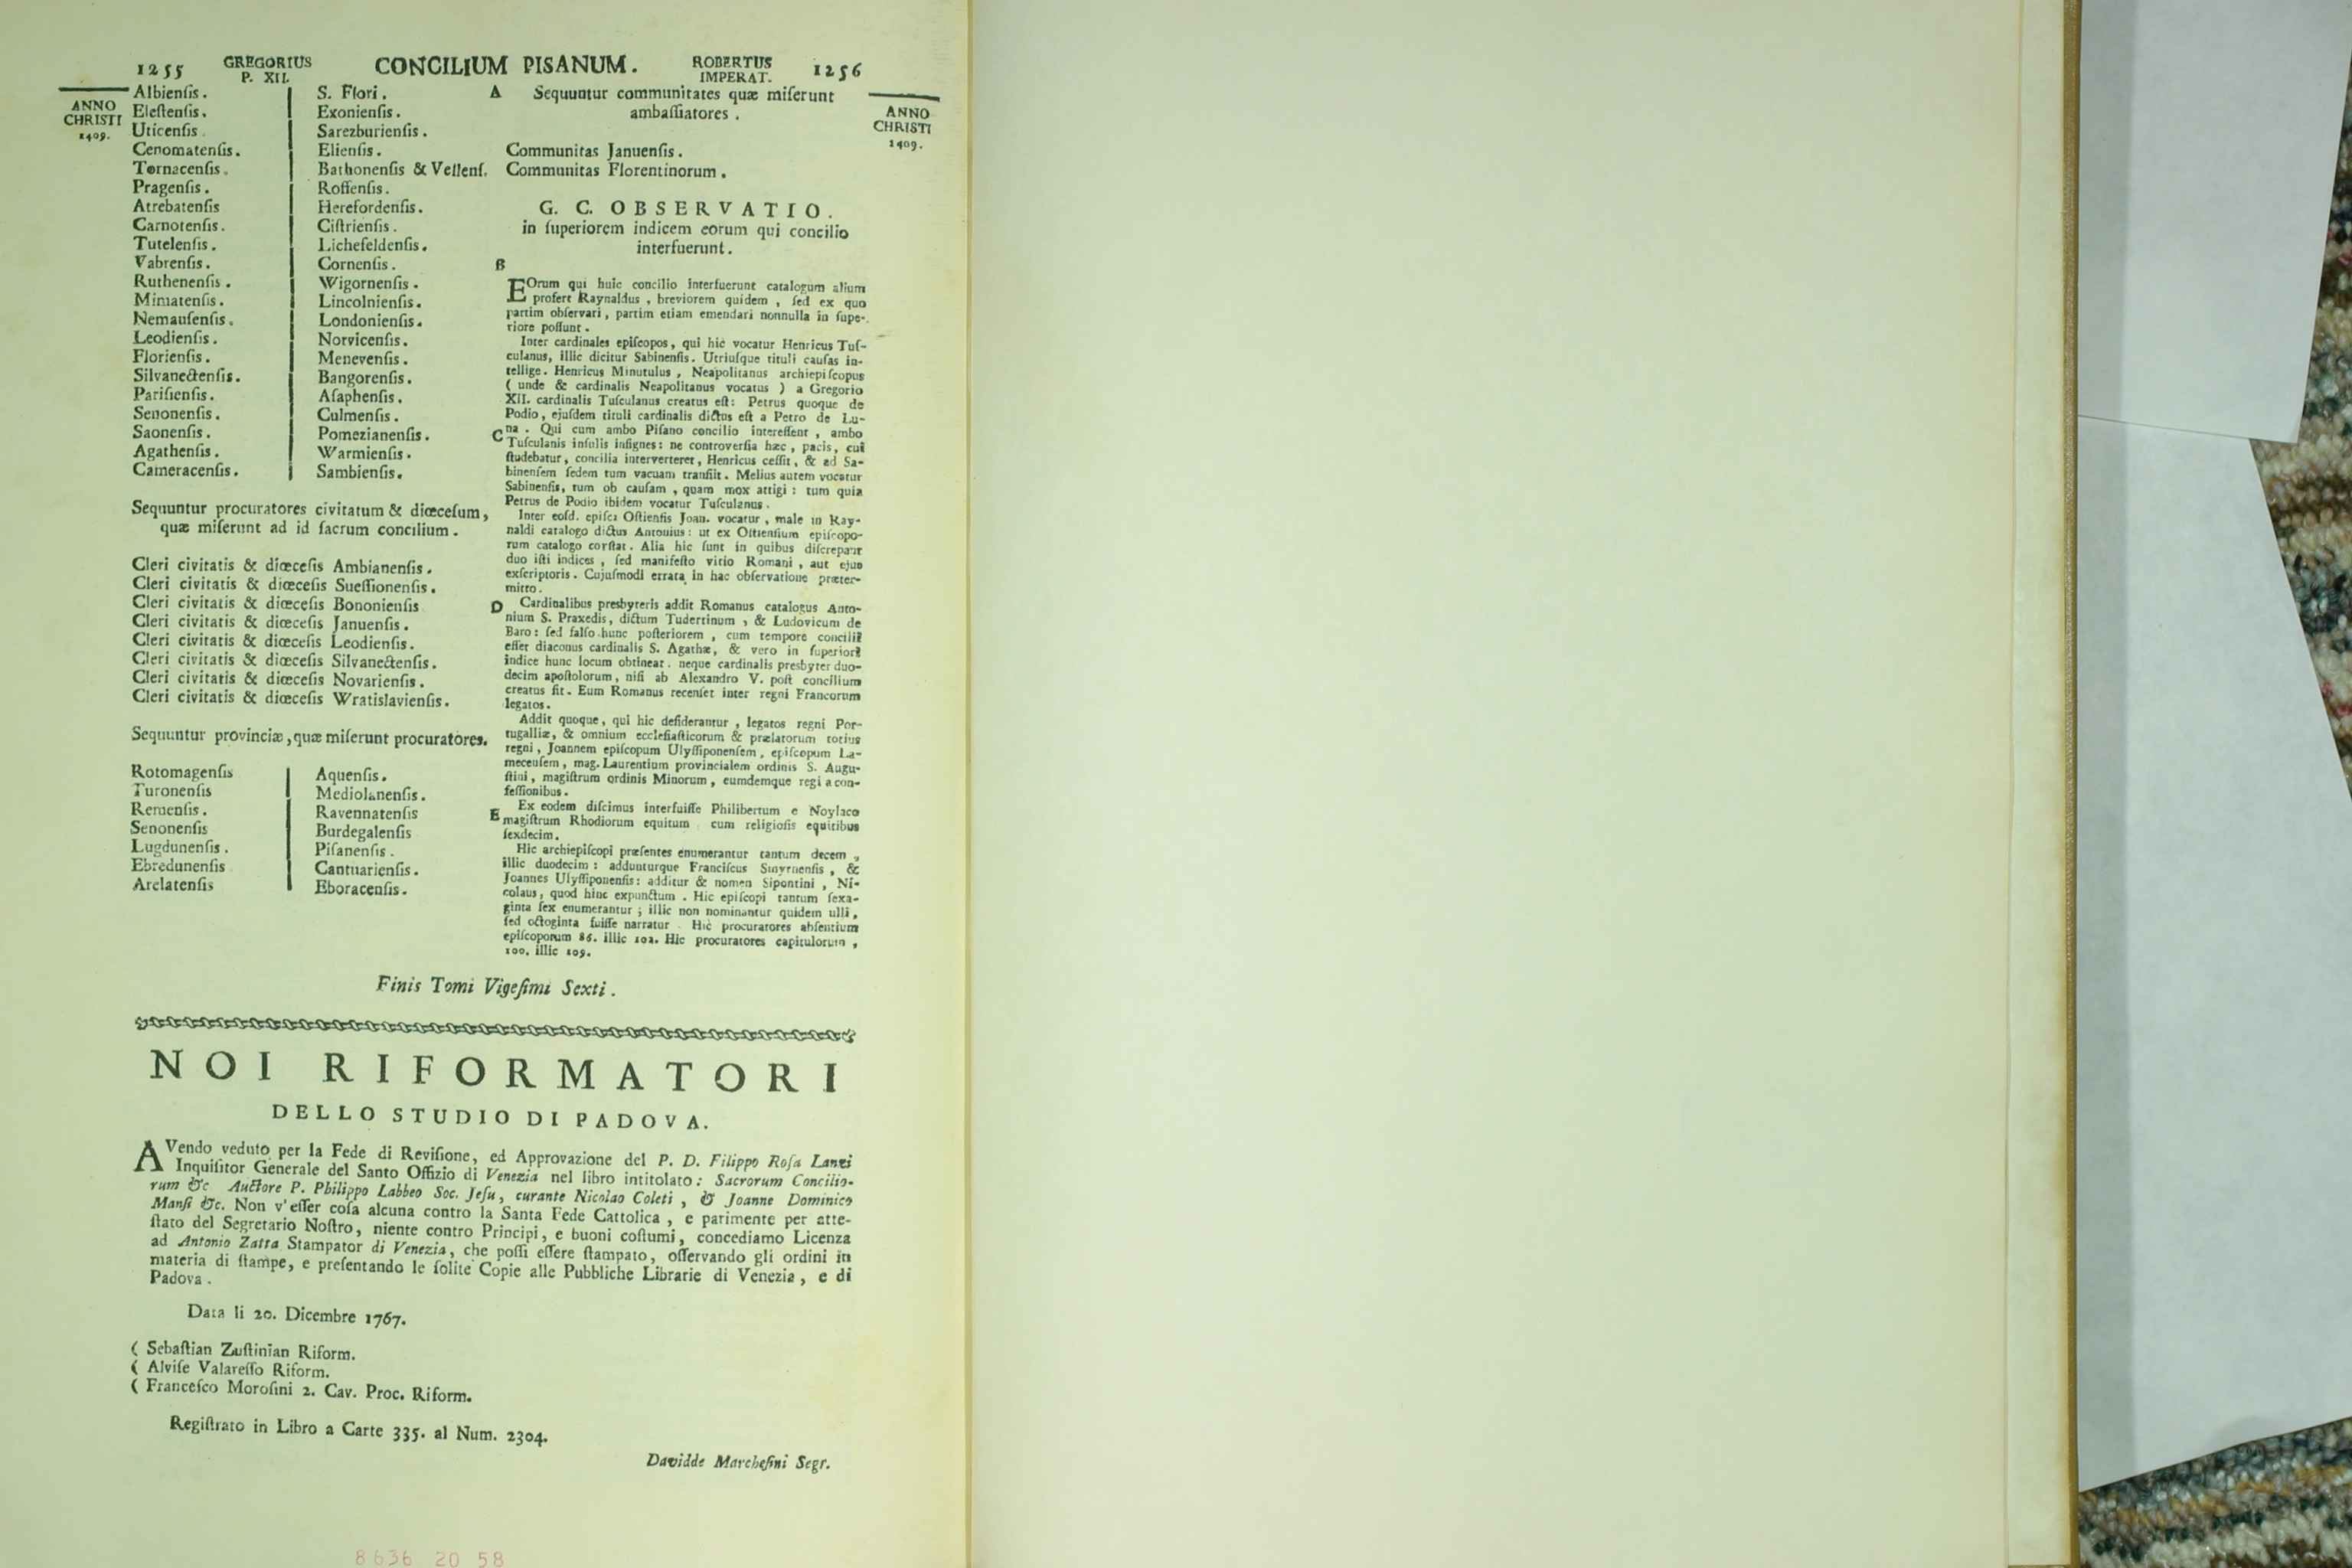 1255 GREGORIUS P. XII. CONCILIUM PISANUM. ROBERTUS IMPERAT. 1256
ANNO
CHRISTI
1409.
Albienſis.
Eleſtenſis.
Uticenſis.
Cenomatenſis.
Tornacenſis.
Pragenſis.
Atrebatenſis
Carnotenſis.
Tutelenſis.
Vabrenſis.
Ruthenenſis.
Mimatenſis.
Nemauſenſis.
Leodienſis.
Florienſis.
Silvanectenſis.
Pariſienſis.
Senonenſis.
Saonenſis.
Agathenſis.
Cameracenſis.
S. Flori.
Exonienſis.
Sarezburienſis.
Elienſis.
Bathonenſis & Vellenſ.
Roffenſis.
Herefordenſis.
Ciſtrienſis.
Lichefeldenſis.
Cornenſis.
Wigornenſis.
Lincolnienſis.
Londonienſis.
Norvicenſis.
Menevenſis.
Bangorenſis.
Aſaphenſis.
Culmenſis.
Pomezianenſis.
Warmienſis.
Sambienſis.
Sequuntur procuratores civitatum & diœceſum,
quæ miſerunt ad id ſacrum concilium.
Cleri civitatis & diœceſis Ambianenſis.
Cleri civitatis & diœceſis Sueſſionenſis.
Cleri civitatis & diœceſis Bononienſis
Cleri civitatis & diœceſis Januenſis.
Cleri civitatis & diœceſis Leodienſis.
Cleri civitatis & diœceſis Silvanectenſis.
Cleri civitatis & diœceſis Novarienſis.
Cleri civitatis & diœceſis Wratislavienſis.
Sequuntur provinciæ, quæ miſerunt procuratores.
Rotomagenſis
Turonenſis
Remenſis.
Senonenſis
Lugdunenſis.
Ebredunenſis
Arelatenſis
Aquenſis.
Mediolanenſis.
Ravennatenſis
Burdegalenſis
Piſanenſis.
Cantuarienſis.
Eboracenſis.
A Sequuntur communitates quæ miſerunt
ambaſſiatores.
ANNO
CHRISTI
1409.
Communitas Januenſis.
Communitas Florentinorum.
G. C. OBSERVATIO.
in ſuperiorem indicem eorum qui concilio
interfuerunt.
B
EOrum qui huic concilio interfuerunt catalogum alium
profert Raynaldus, breviorem quidem, ſed ex quo
partim obſervari, partim etiam emendari nonnulla in ſupe-
riore poſſunt.
Inter cardinales epiſcopos, qui hic vocatur Henricus Tuſ-
culanus, illic dicitur Sabinenſis. Utriuſque tituli cauſas in-
tellige. Henricus Minutulus, Neapolitanus archiepiſcopus
( unde & cardinalis Neapolitanus vocatus ) a Gregorio
XII. cardinalis Tuſculanus creatus eſt: Petrus quoque de
Podio, ejuſdem tituli cardinalis dictus eſt a Petro de Lu-
C na. Qui cum ambo Piſano concilio intereſſent, ambo
Tuſculanis inſulis inſignes: ne controverſia hæc, pacis, cui
ſtudebatur, concilia interverteret, Henricus ceſſit, & ad Sa-
binenſem ſedem tum vacuam tranſiit. Melius autem vocatur
Sabinenſis, tum ob cauſam, quam mox attigi: tum quia
Petrus de Podio ibidem vocatur Tuſculanus.
Inter eoſd. epiſc. Oſtienſis Joan. vocatur, male in Ray-
naldi catalogo dictus Antonius: ut ex Oſtienſium epiſcopo-
rum catalogo conſtat. Alia hic ſunt in quibus diſcrepant
duo iſti indices, ſed manifeſto vitio Romani, aut ejus
exſcriptoris. Cujuſmodi errata in hac obſervatione præter-
mitto.
D Cardinalibus presbyteris addit Romanus catalogus Anto-
nium S. Praxedis, dictum Tudertinum, & Ludovicum de
Baro: ſed falſo hunc poſteriorem, cum tempore concilii
eſſet diaconus cardinalis S. Agathæ, & vero in ſuperiori
indice hunc locum obtineat. neque cardinalis presbyter duo-
decim apoſtolorum, niſi ab Alexandro V. poſt concilium
creatus ſit. Eum Romanus recenſet inter regni Francorum
legatos.
Addit quoque, qui hic deſiderantur, legatos regni Por-
tugalliæ, & omnium eccleſiaſticorum & prælatorum totius
regni, Joannem epiſcopum Ulyſſiponenſem, epiſcopum La-
mecenſem, mag. Laurentium provincialem ordinis S. Augu-
ſtini, magiſtrum ordinis Minorum, eumdemque regi a con-
feſſionibus.
Ex eodem diſcimus interfuiſſe Philibertum e Noylaco
E magiſtrum Rhodiorum equitum cum religioſis equitibus
ſexdecim.
Hic archiepiſcopi præſentes enumerantur tantum decem,
illic duodecim: adduntur que Franciſcus Smyrnenſis, &
Joannes Ulyſſiponenſis: additur & nomen Sipontini, Ni-
colaus, quod hinc expunctum. Hic epiſcopi tantum ſexa-
ginta ſex enumerantur; illic non nominantur quidem ulli,
ſed octoginta fuiſſe narratur. Hic procuratores abſentium
epiſcoporum 86. illic 102. Hic procuratores capitulorum,
100. illic 109.
Finis Tomi Vigeſimi Sexti.
NOI RIFORMATORI
DELLO STUDIO DI PADOVA.
AVendo veduto per la Fede di Reviſione, ed Approvazione del P. D. Filippo Roſa Lanzi
Inquiſitor Generale del Santo Offizio di Venezia nel libro intitolato: Sacrorum Concilio-
rum &c Auctore P. Philippo Labbeo Soc. Jeſu, curante Nicolao Coleti, & Joanne Dominico
Manſi &c. Non v'eſſer coſa alcuna contro la Santa Fede Cattolica, e parimente per atte-
ſtato del Segretario Noſtro, niente contro Principi, e buoni coſtumi, concediamo Licenza
ad Antonio Zatta Stampator di Venezia, che poſſi eſſere ſtampato, oſſervando gli ordini in
materia di ſtampe, e preſentando le ſolite Copie alle Pubbliche Librarie di Venezia, e di
Padova.
Data li 20. Dicembre 1767.
( Sebaſtian Zuſtinian Riform.
( Alviſe Valareſſo Riform.
( Franceſco Moroſini 2. Cav. Proc. Riform.
Regiſtrato in Libro a Carte 335. al Num. 2304.
Davidde Marcheſini Segr.
8636 20 58